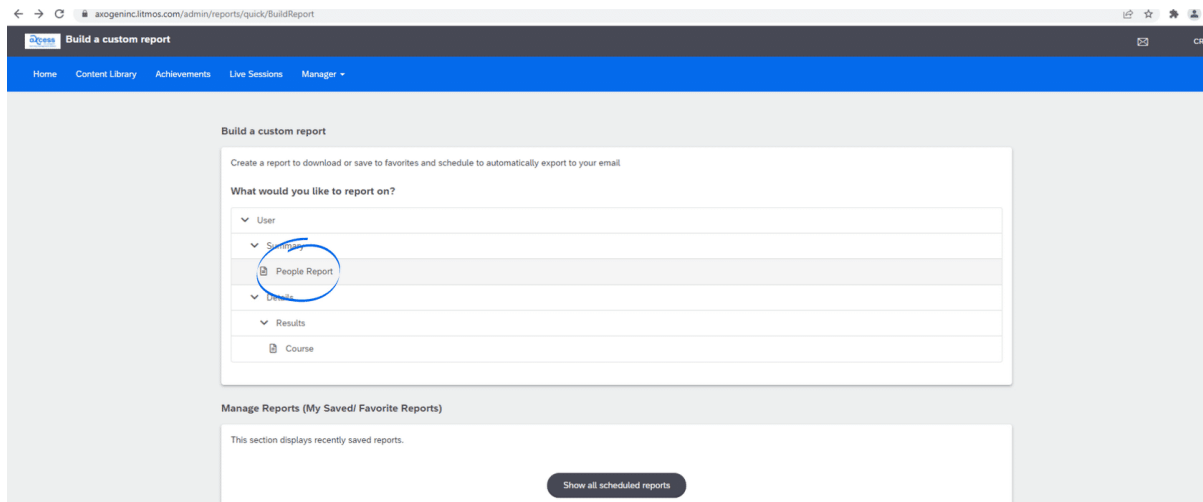 axogeninc.litmos.com/admin/reports/quick/BuildReport
axcess Build a custom report
CR
Home Content Library Achievements Live Sessions Manager
Build a custom report
Create a report to download or save to favorites and schedule to automatically export to your email
What would you like to report on?
User
Summary
People Report
Details
Results
Course
Manage Reports (My Saved/ Favorite Reports)
This section displays recently saved reports.
Show all scheduled reports